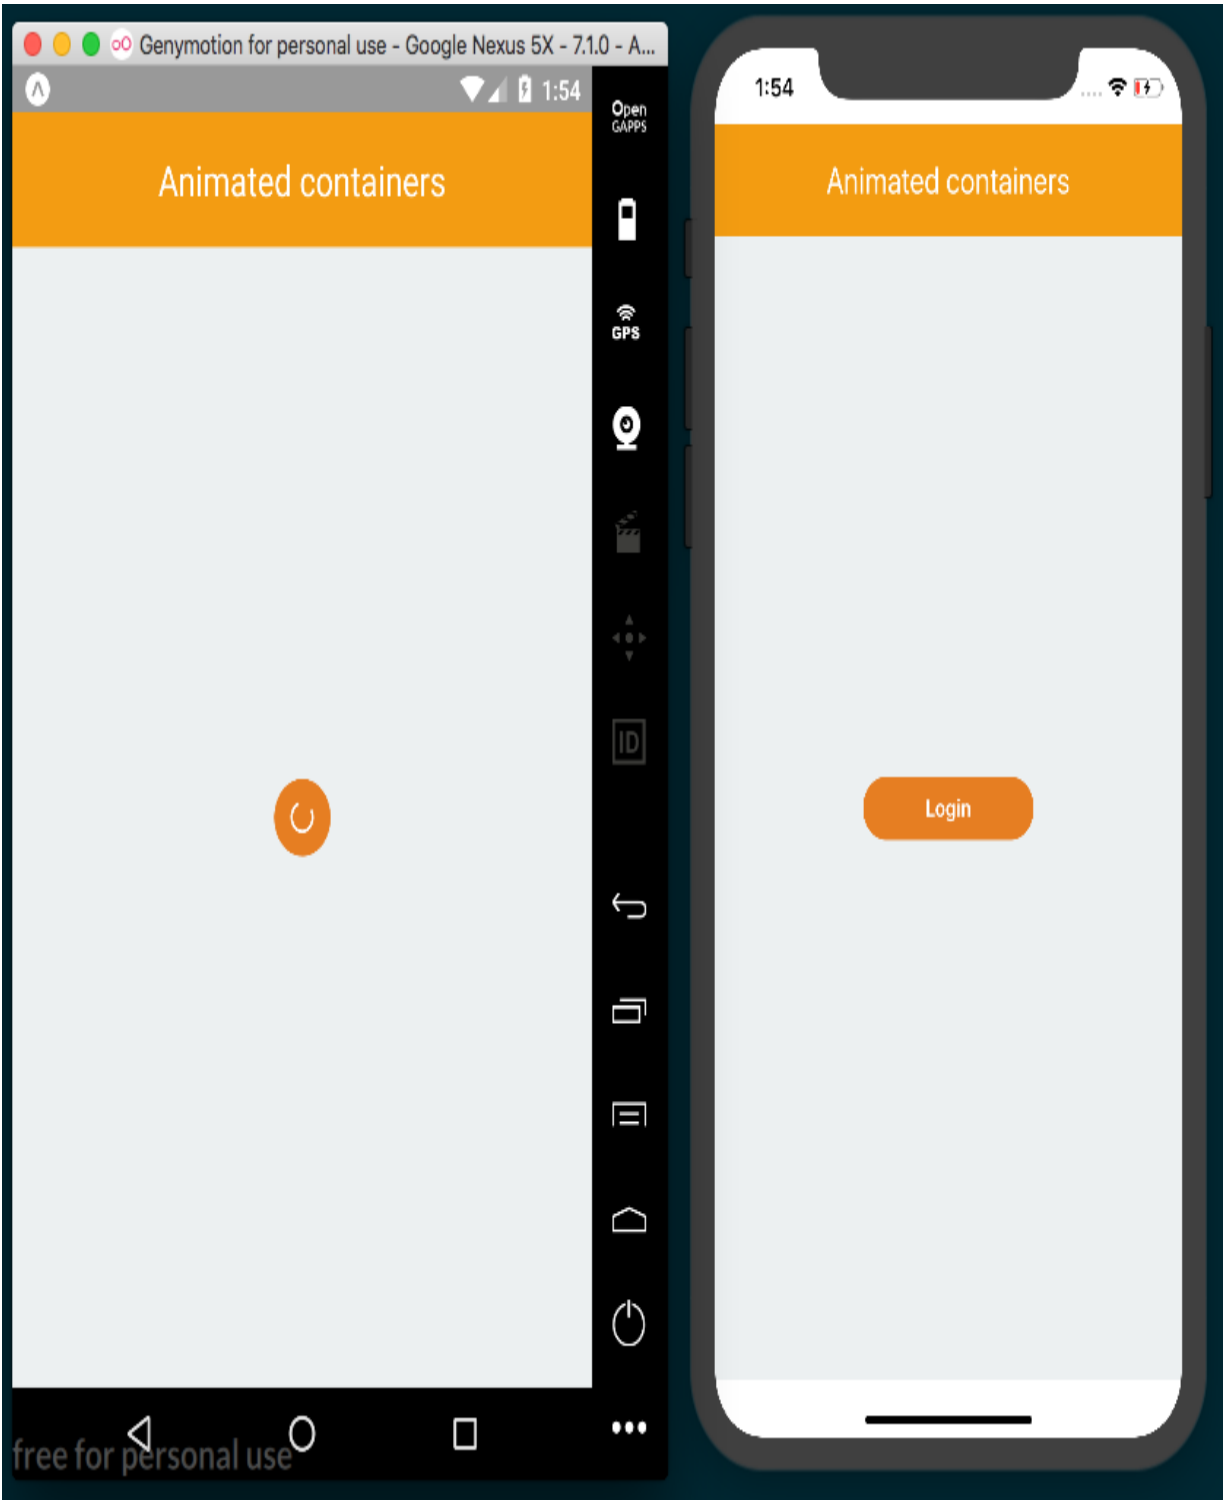 Genymotion for personal use - Google Nexus 5X - 7.1.0 - A...
1:54
Animated containers
Open
GAPPS
GPS
ID
free for personal use
1:54
Animated containers
Login